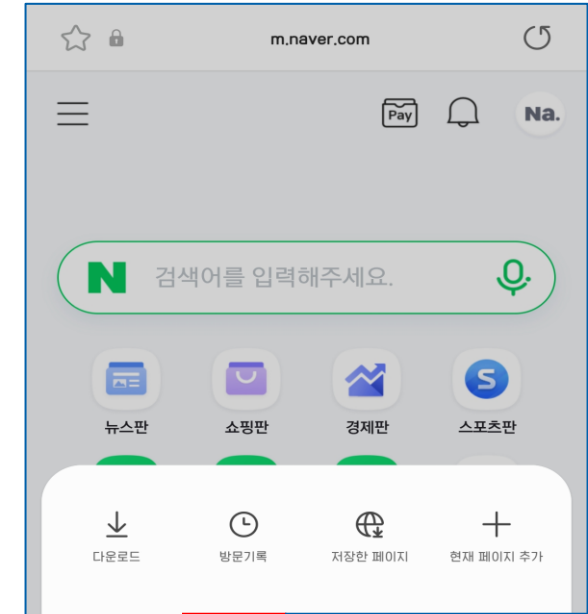 m.naver.com
Pay
Na.
N 검색어를 입력해주세요.
뉴스판 쇼핑판 경제판 스포츠판
다운로드 방문기록 저장한 페이지 현재 페이지 추가